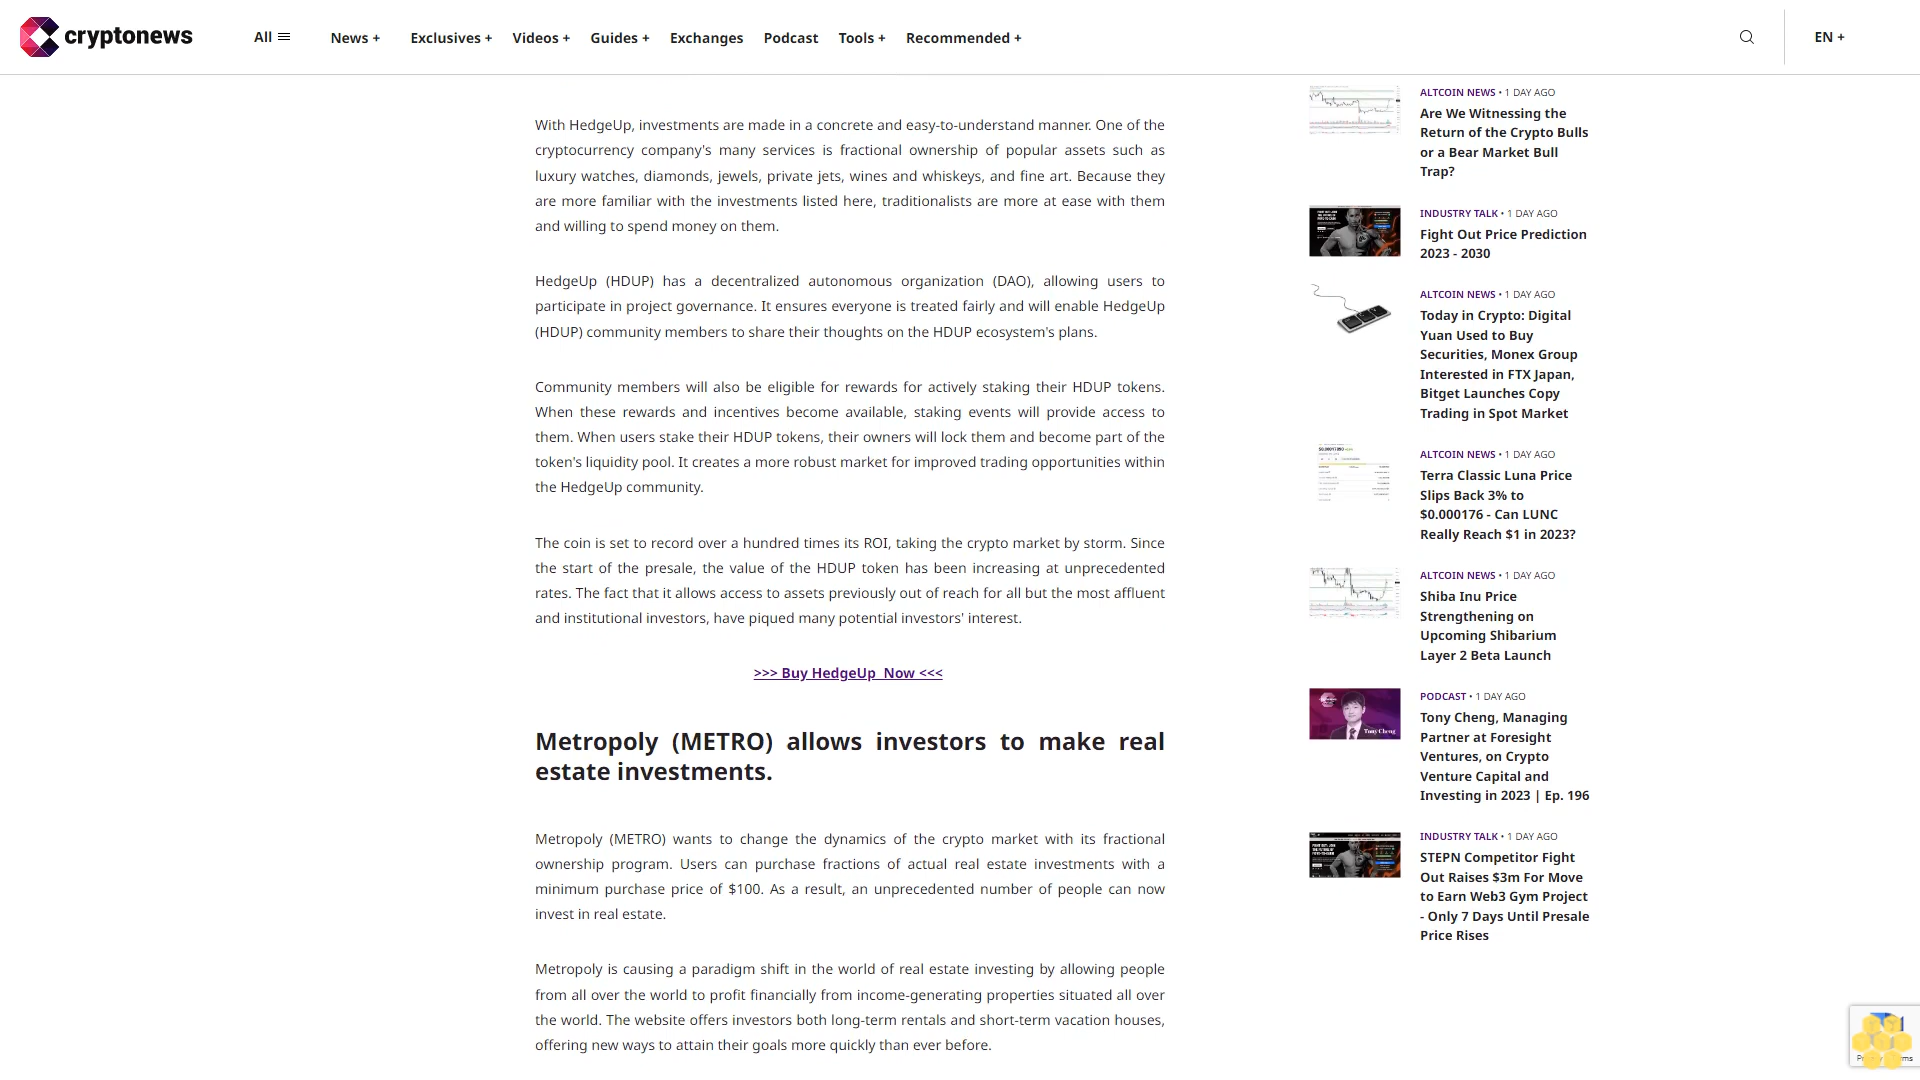 cryptonews
All
News +
Exclusives +
Videos +
Guides +
Exchanges
Podcast
Tools +
Recommended +
EN +
With HedgeUp, investments are made in a concrete and easy-to-understand manner. One of the
cryptocurrency company's many services is fractional ownership of popular assets such as
luxury watches, diamonds, jewels, private jets, wines and whiskeys, and fine art. Because they
are more familiar with the investments listed here, traditionalists are more at ease with them
and willing to spend money on them.
HedgeUp (HDUP) has a decentralized autonomous organization (DAO), allowing users to
participate in project governance. It ensures everyone is treated fairly and will enable HedgeUp
(HDUP) community members to share their thoughts on the HDUP ecosystem's plans.
Community members will also be eligible for rewards for actively staking their HDUP tokens.
When these rewards and incentives become available, staking events will provide access to
them. When users stake their HDUP tokens, their owners will lock them and become part of the
token's liquidity pool. It creates a more robust market for improved trading opportunities within
the HedgeUp community.
The coin is set to record over a hundred times its ROI, taking the crypto market by storm. Since
the start of the presale, the value of the HDUP token has been increasing at unprecedented
rates. The fact that it allows access to assets previously out of reach for all but the most affluent
and institutional investors, have piqued many potential investors' interest.
>>> Buy HedgeUp Now <<<
Metropoly (METRO) allows investors to make real
estate investments.
Metropoly (METRO) wants to change the dynamics of the crypto market with its fractional
ownership program. Users can purchase fractions of actual real estate investments with a
minimum purchase price of $100. As a result, an unprecedented number of people can now
invest in real estate.
Metropoly is causing a paradigm shift in the world of real estate investing by allowing people
from all over the world to profit financially from income-generating properties situated all over
the world. The website offers investors both long-term rentals and short-term vacation houses,
offering new ways to attain their goals more quickly than ever before.
ALTCOIN NEWS • 1 DAY AGO
Are We Witnessing the
Return of the Crypto Bulls
or a Bear Market Bull
Trap?
INDUSTRY TALK • 1 DAY AGO
Fight Out Price Prediction
2023 - 2030
ALTCOIN NEWS • 1 DAY AGO
Today in Crypto: Digital
Yuan Used to Buy
Securities, Monex Group
Interested in FTX Japan,
Bitget Launches Copy
Trading in Spot Market
ALTCOIN NEWS • 1 DAY AGO
Terra Classic Luna Price
Slips Back 3% to
$0.000176 - Can LUNC
Really Reach $1 in 2023?
ALTCOIN NEWS • 1 DAY AGO
Shiba Inu Price
Strengthening on
Upcoming Shibarium
Layer 2 Beta Launch
Tony Cheng
PODCAST • 1 DAY AGO
Tony Cheng, Managing
Partner at Foresight
Ventures, on Crypto
Venture Capital and
Investing in 2023 | Ep. 196
INDUSTRY TALK • 1 DAY AGO
STEPN Competitor Fight
Out Raises $3m For Move
to Earn Web3 Gym Project
- Only 7 Days Until Presale
Price Rises